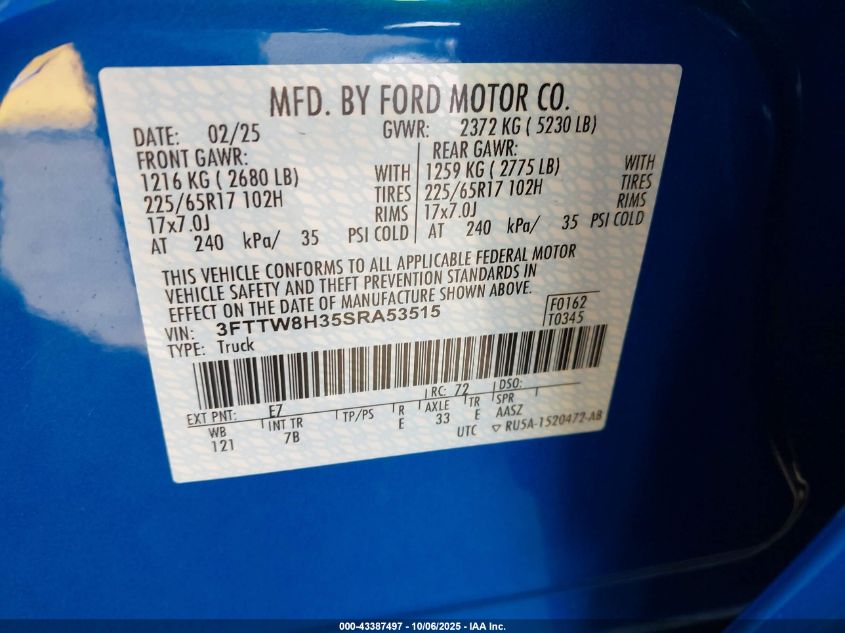 MFD. BY FORD MOTOR CO.
DATE: 02/25 GVWR: 2372 KG ( 5230 LB)
FRONT GAWR: REAR GAWR:
1216 KG ( 2680 LB) WITH 1259 KG ( 2775 LB) WITH
225/65R17 102H TIRES 225/65R17 102H TIRES
17x7.0J RIMS 17x7.0J RIMS
AT 240 kPa/ 35 PSI COLD AT 240 kPa/ 35 PSI COLD
THIS VEHICLE CONFORMS TO ALL APPLICABLE FEDERAL MOTOR
VEHICLE SAFETY AND THEFT PREVENTION STANDARDS IN
EFFECT ON THE DATE OF MANUFACTURE SHOWN ABOVE.
VIN: 3FTTW8H35SRA53515 F0162
TYPE: Truck T0345
EXT PNT: E7 RC: 72 DSO:
WB INT TR TP/PS R AXLE TR SPR
121 7B E 33 E AASZ
UTC ▽ RU5A-1520472-AB
000-43387497 - 10/06/2025 - IAA Inc.